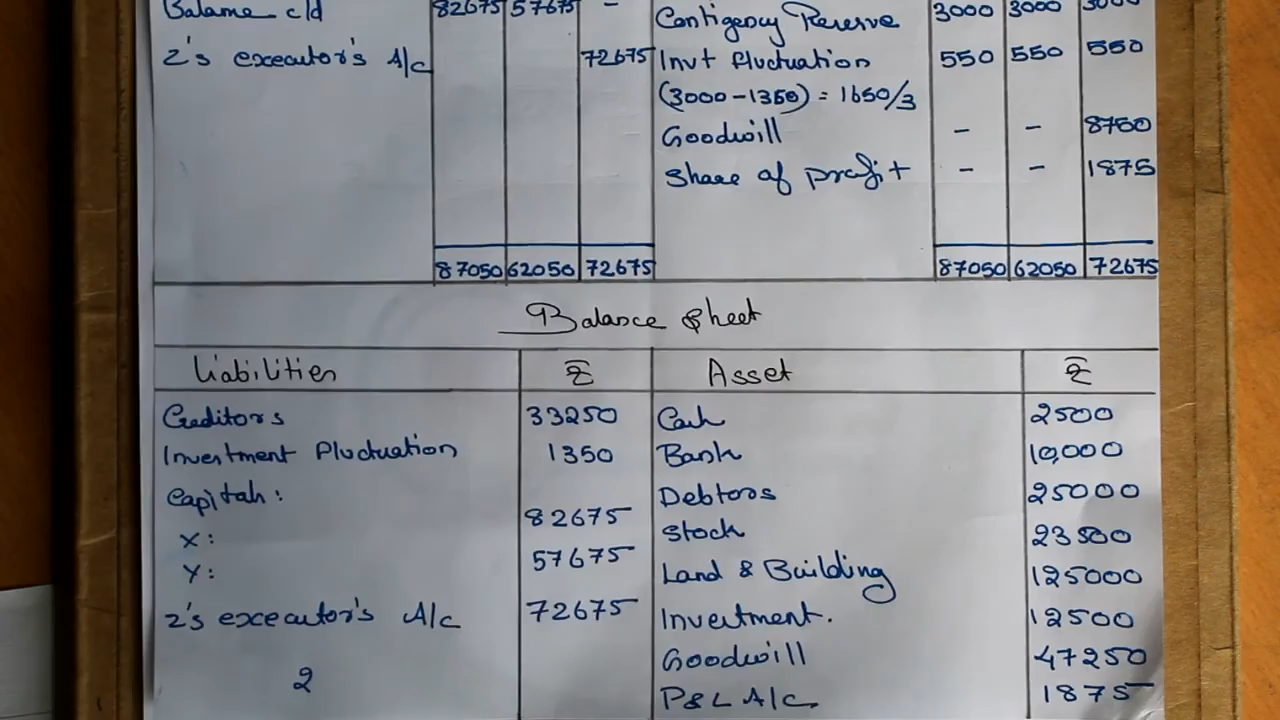 Balance c/d 82675 57675 - Contigency Reserve 3000 3000 3000
Z's execator's A/c 72675 Invt fluctuation 550 550 550
(3000-1350) = 1650/3
Goodwill - - 8750
Share of profit - - 1875
87050 62050 72675 87050 62050 72675
Balance Sheet
Liabilities ₹ Asset ₹
Creditors 33250 Cash 2500
Investment Fluctuation 1350 Bank 10,000
Capitals: Debtors 25000
X: 82675 Stock 23500
Y: 57675 Land & Building 125000
Z's executor's A/c 72675 Investment. 12500
Goodwill 47250
2 P&L A/c 1875